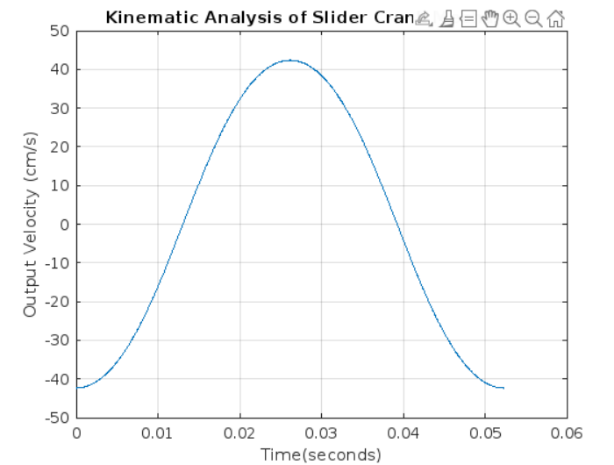 Kinematic Analysis of Slider Cran
50
40
30
20
10
0
-10
-20
-30
-40
-50
Output Velocity (cm/s)
0 0.01 0.02 0.03 0.04 0.05 0.06
Time(seconds)